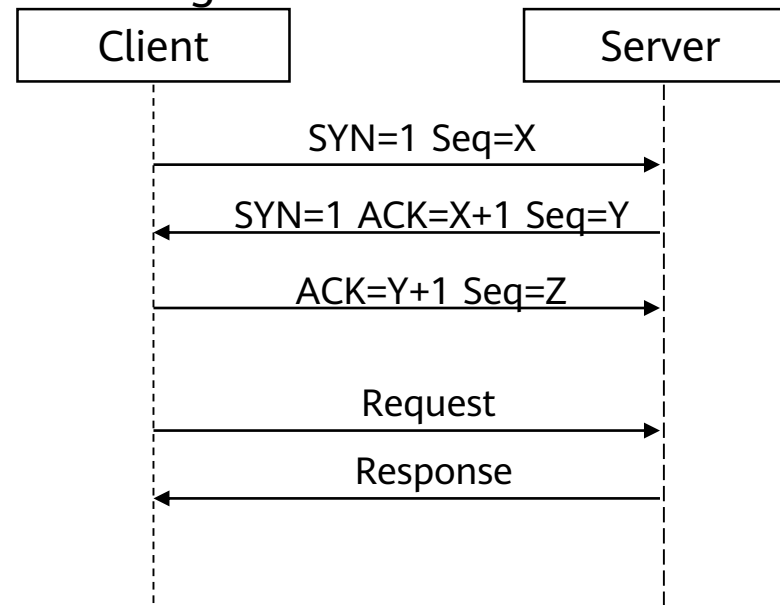 Client
Server
SYN=1 Seq=X
SYN=1 ACK=X+1 Seq=Y
ACK=Y+1 Seq=Z
Request
Response